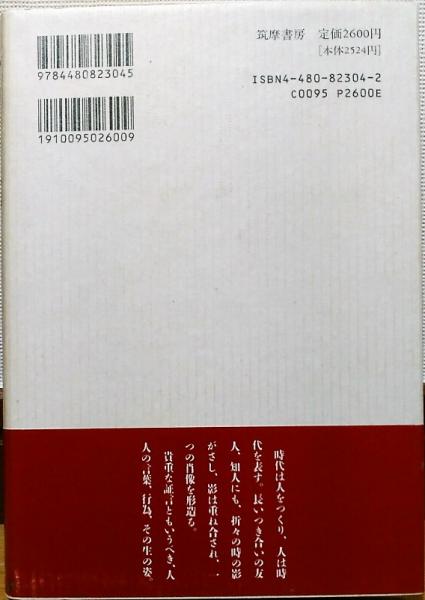 筑摩書房 定価2600円
[本体2524円]
9784480823045
ISBN4-480-82304-2
C0095 P2600E
1910095026009
時代は人をつくり、人は時
代を表す。長いつき合いの友
人、知人にも、折々の時の影
がさし、影は重ね合され、一
つの肖像を形造る。
貴重な証言ともいうべき、人
人の言葉、行為、その生の姿。